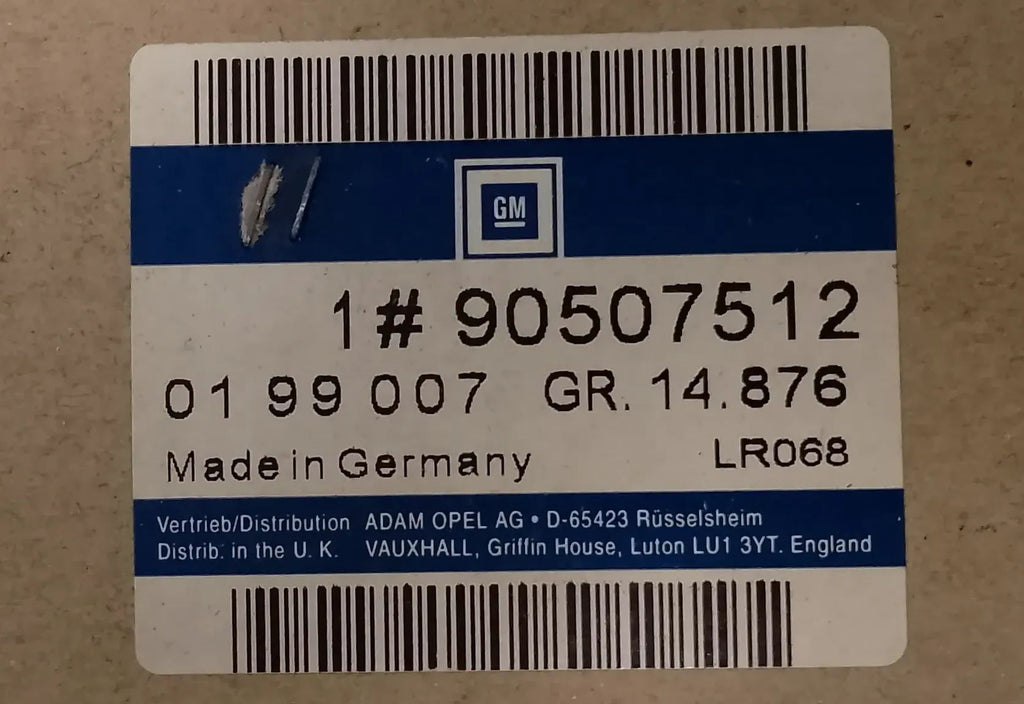 GM
1# 90507512
01 99 007 GR. 14.876
Made in Germany LR068
Vertrieb/Distribution ADAM OPEL AG • D-65423 Rüsselsheim
Distrib. in the U. K. VAUXHALL, Griffin House, Luton LU1 3YT. England